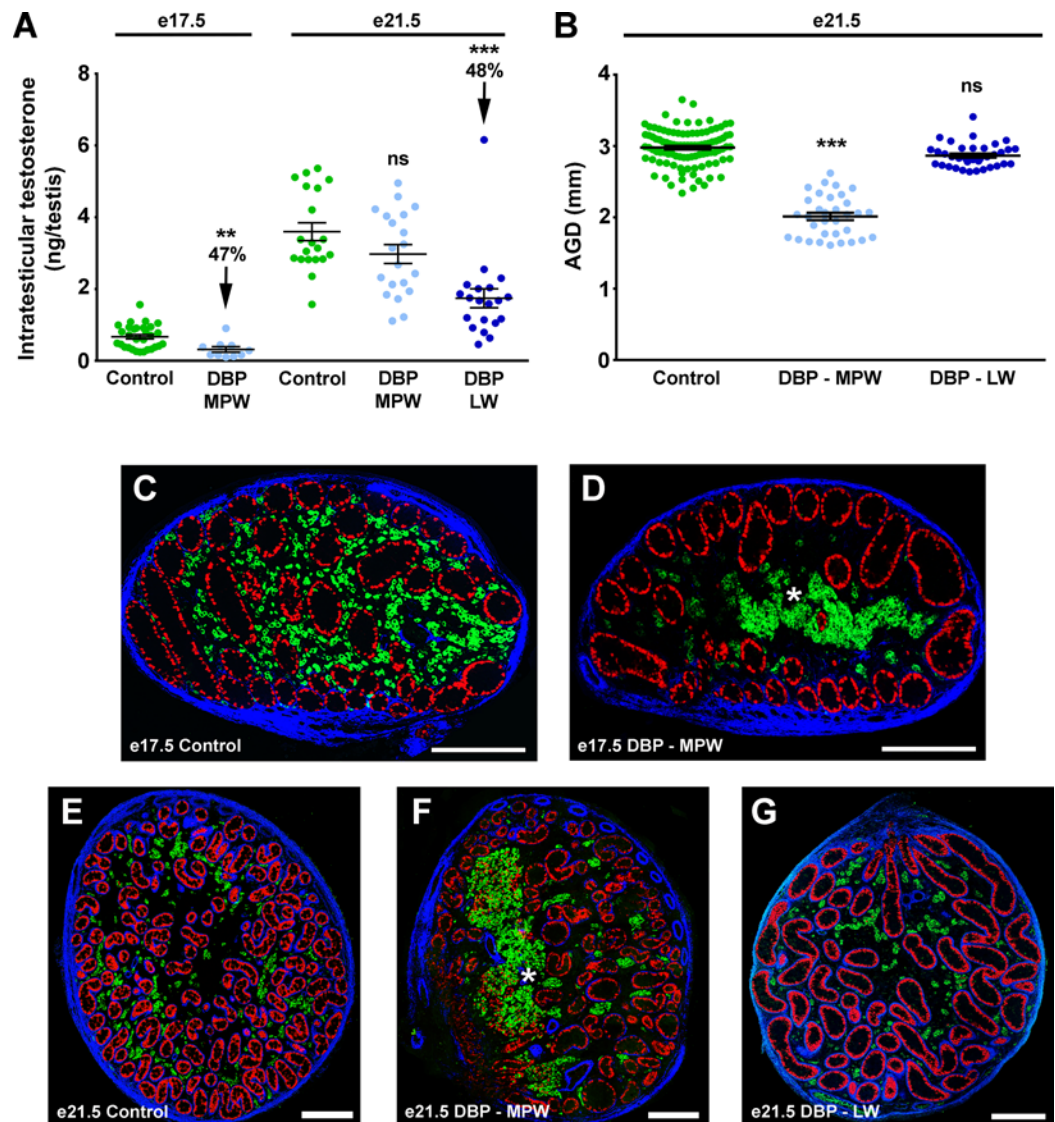 A
e17.5
e21.5
Intratesticular testosterone
(ng/testis)
8
6
4
2
0
**
47%
ns
***
48%
Control
DBP
MPW
Control
DBP
MPW
DBP
LW
B
e21.5
AGD (mm)
4
3
2
1
0
***
ns
Control
DBP - MPW
DBP - LW
C
e17.5 Control
D
*
e17.5 DBP - MPW
E
e21.5 Control
F
*
e21.5 DBP - MPW
G
e21.5 DBP - LW